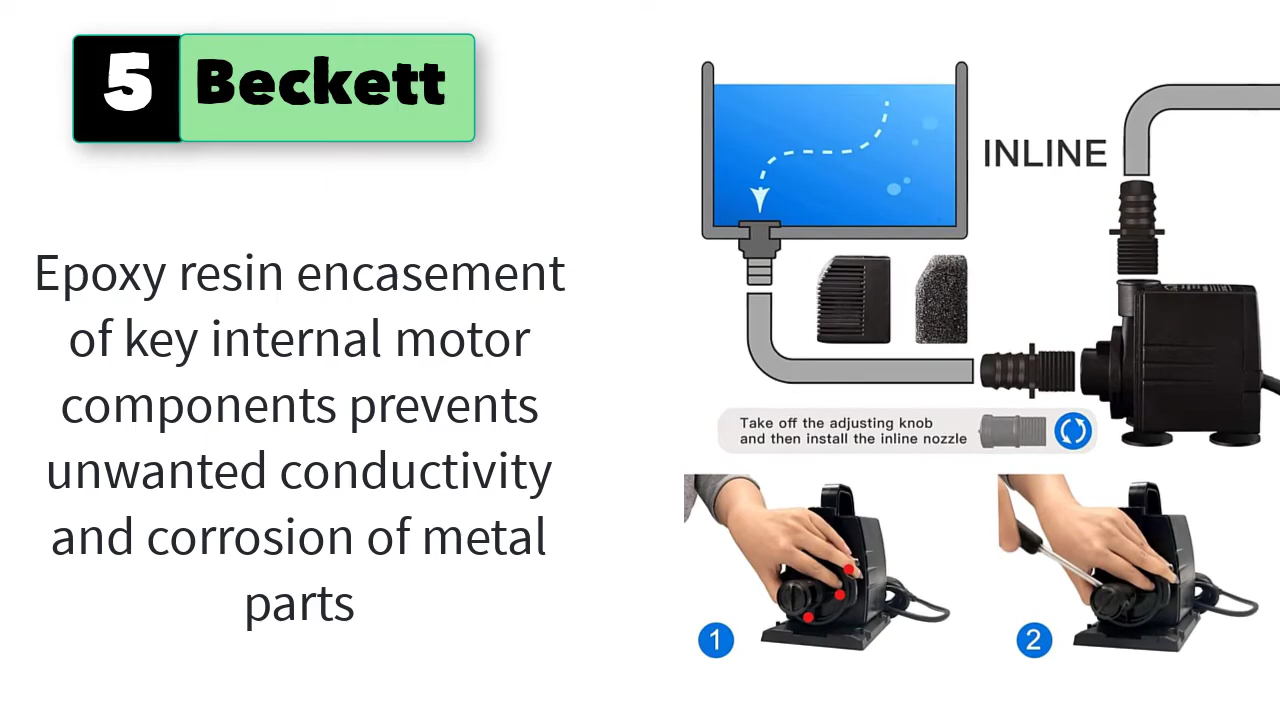 5 Beckett
Epoxy resin encasement
of key internal motor
components prevents
unwanted conductivity
and corrosion of metal
parts
INLINE
Take off the adjusting knob
and then install the inline nozzle
1
2